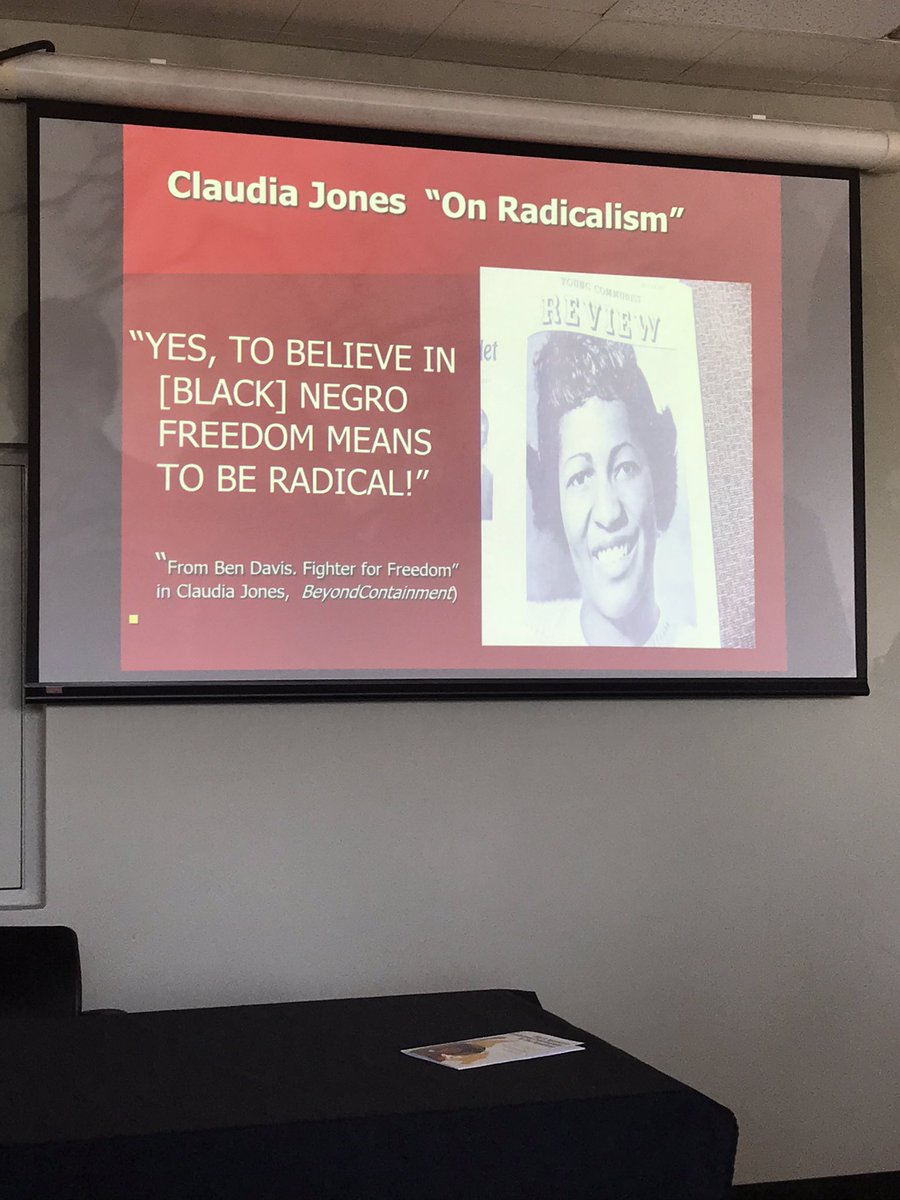 Claudia Jones “On Radicalism”
“YES, TO BELIEVE IN
[BLACK] NEGRO
FREEDOM MEANS
TO BE RADICAL!”
“From Ben Davis. Fighter for Freedom”
in Claudia Jones, BeyondContainment)
YOUNG COMMUNIST
REVIEW